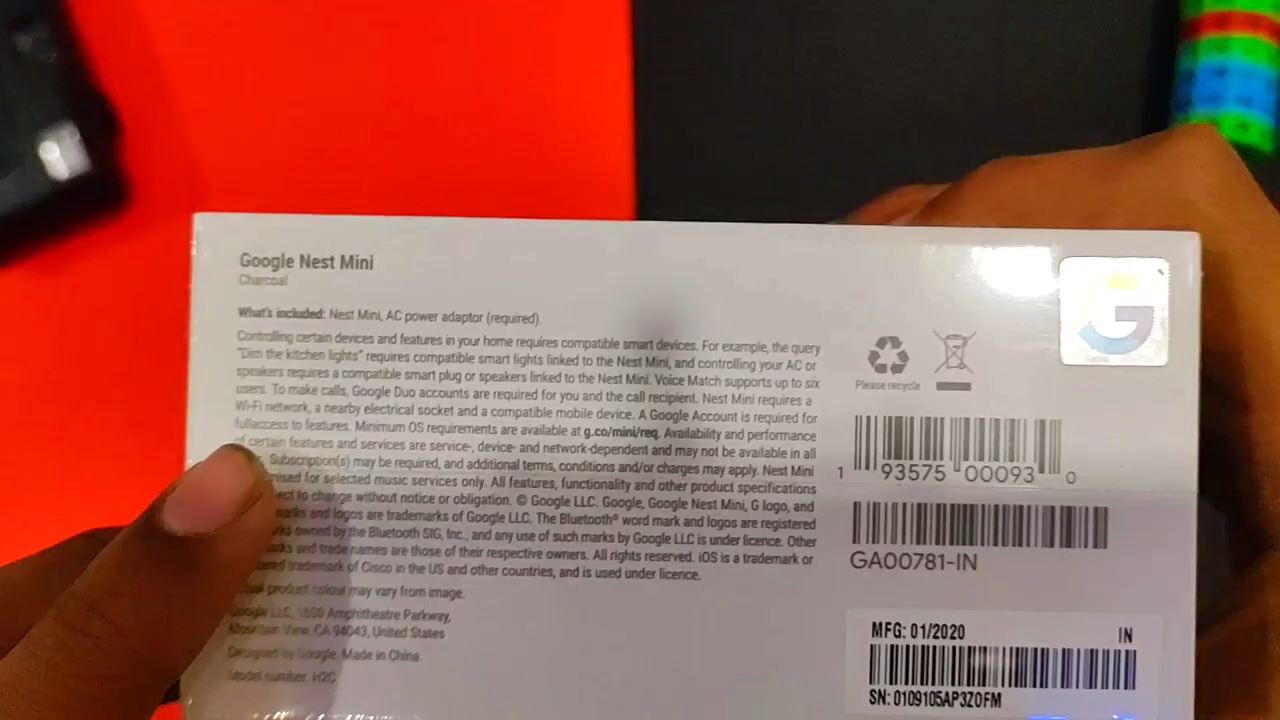 Google Nest Mini
Charcoal
What's included: Nest Mini, AC power adaptor (required).
Controlling certain devices and features in your home requires compatible smart devices. For example, the query
"Dim the kitchen lights" requires compatible smart lights linked to the Nest Mini, and controlling your AC or
speakers requires a compatible smart plug or speakers linked to the Nest Mini. Voice Match supports up to six
users. To make calls, Google Duo accounts are required for you and the call recipient. Nest Mini requires a
Wi-Fi network, a nearby electrical socket and a compatible mobile device. A Google Account is required for
fullaccess to features. Minimum OS requirements are available at g.co/mini/req. Availability and performance
of certain features and services are service-, device- and network-dependent and may not be available in all
Subscription(s) may be required, and additional terms, conditions and/or charges may apply. Nest Mini
for selected music services only. All features, functionality and other product specifications
to change without notice or obligation. © Google LLC. Google, Google Nest Mini, G logo, and
marks and logos are trademarks of Google LLC. The Bluetooth® word mark and logos are registered
owned by the Bluetooth SIG, Inc., and any use of such marks by Google LLC is under licence. Other
and trade names are those of their respective owners. All rights reserved. iOS is a trademark or
trademark of Cisco in the US and other countries, and is used under licence.
product colour may vary from image.
Google LLC, 1600 Amphitheatre Parkway,
Mountain View, CA 94043, United States
Designed by Google. Made in China.
Model number: H2C
G
Please recycle
1 93575 00093 0
GA00781-IN
MFG: 01/2020 IN
SN: 0109105AP3Z0FM